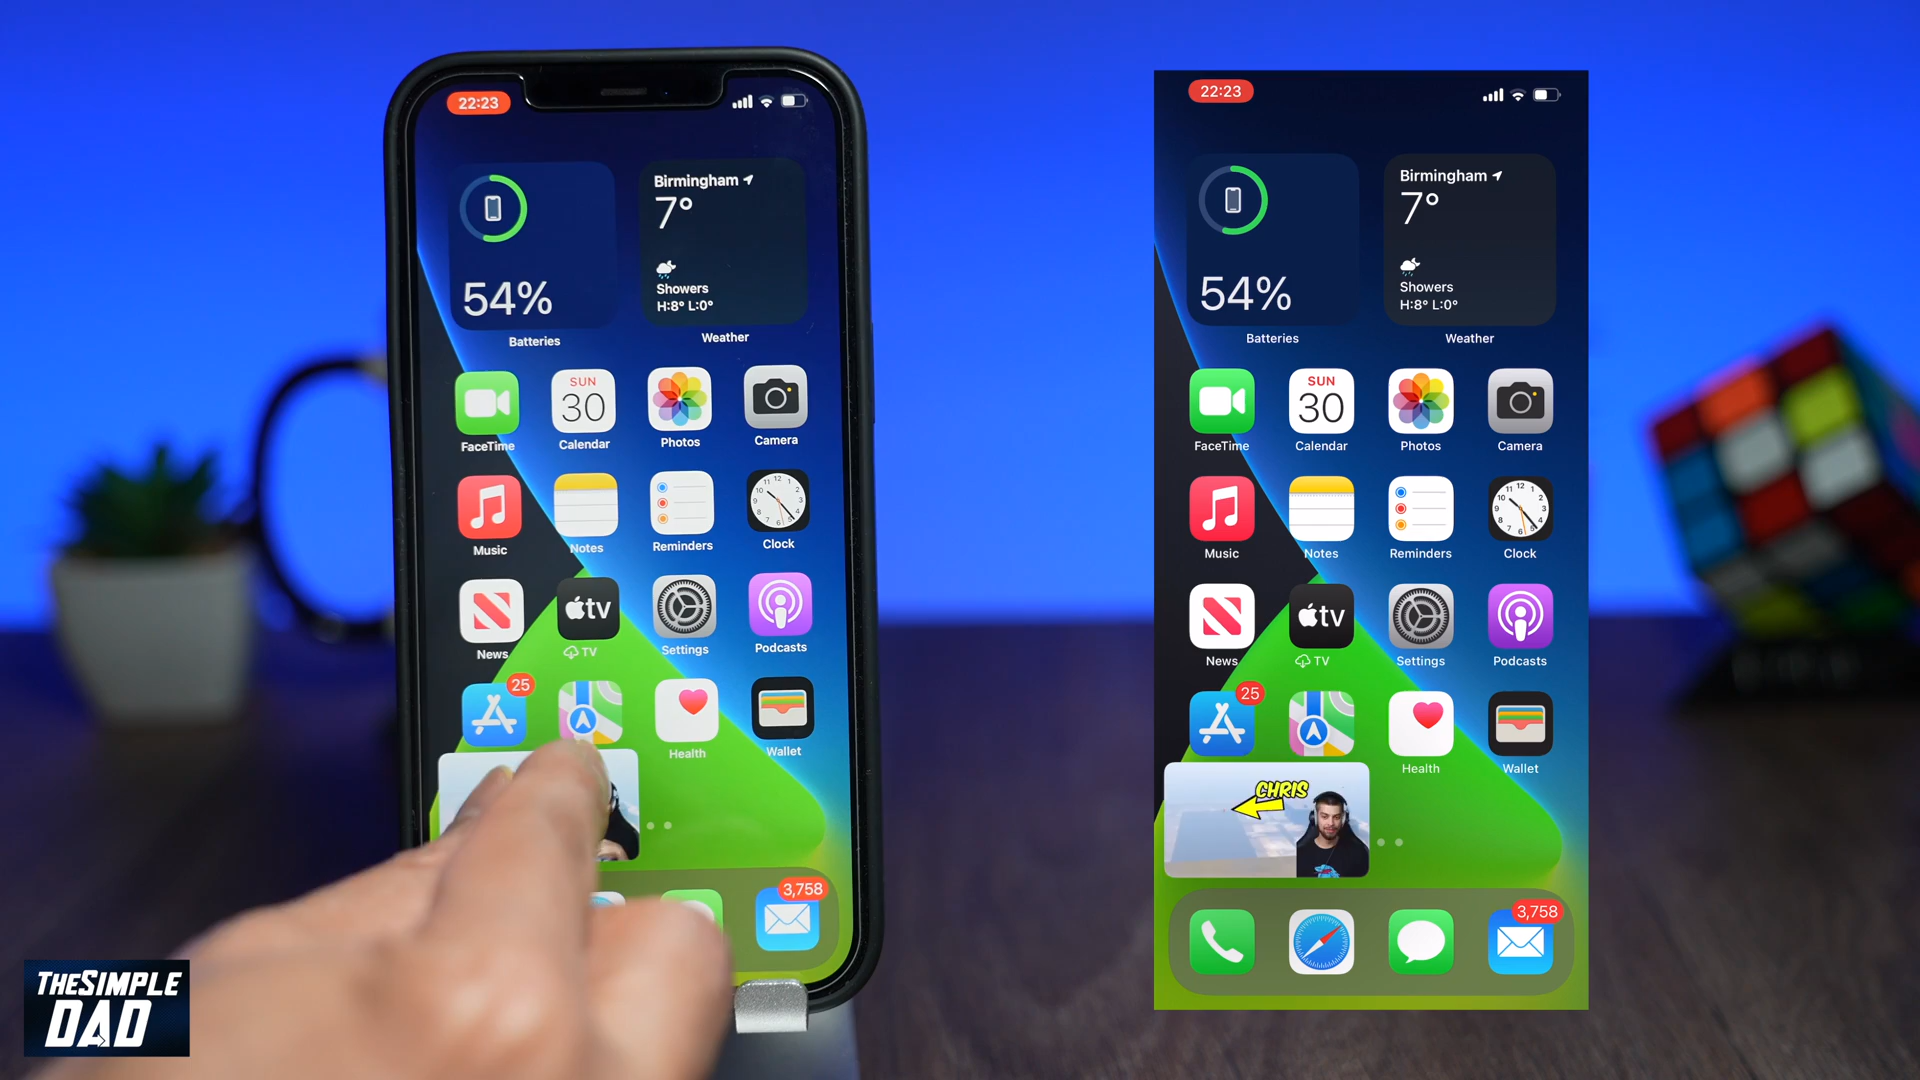 22:23
Birmingham
7°
54%
Showers
H:8° L:0°
Batteries
Weather
SUN
30
FaceTime
Calendar
Photos
Camera
Music
Notes
Reminders
Clock
tv
News
TV
Settings
Podcasts
25
Health
Wallet
3,758
THESIMPLE
DAD
22:23
Birmingham
7°
54%
Showers
H:8° L:0°
Batteries
Weather
SUN
30
FaceTime
Calendar
Photos
Camera
Music
Notes
Reminders
Clock
tv
News
TV
Settings
Podcasts
25
Health
Wallet
CHRIS
3,758